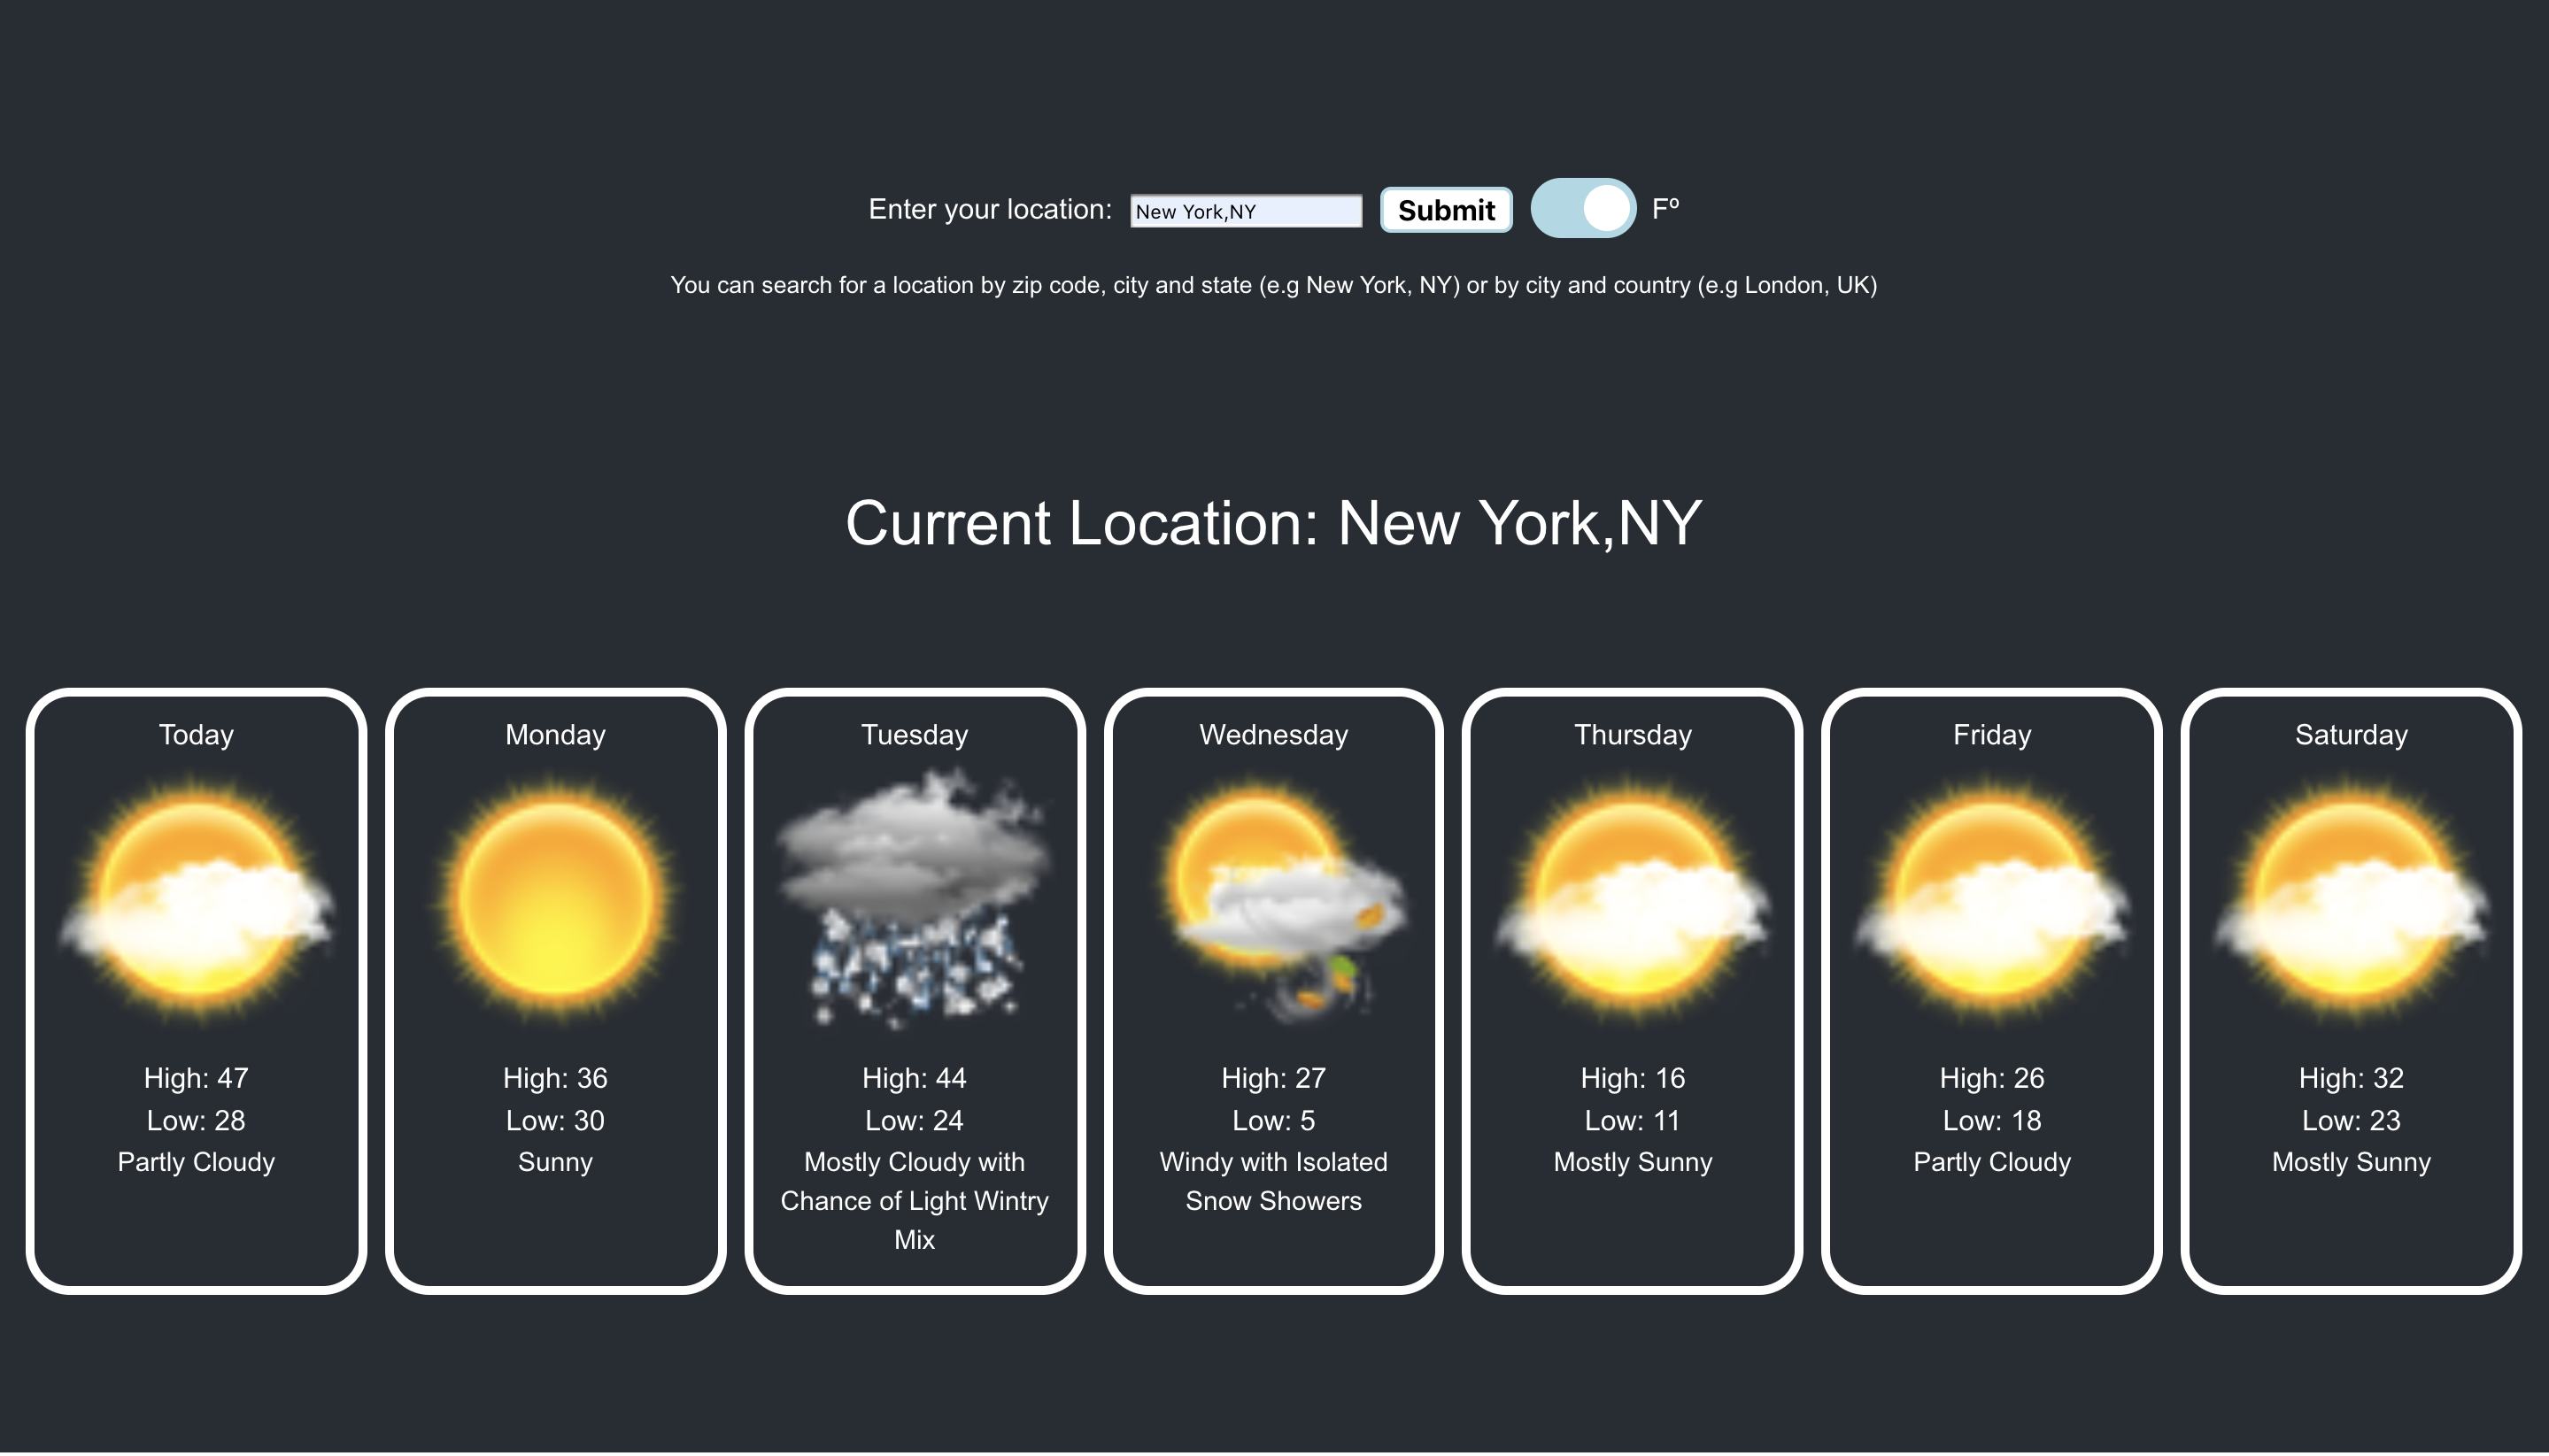 Enter your location: New York,NY Submit Fº
You can search for a location by zip code, city and state (e.g New York, NY) or by city and country (e.g London, UK)
Current Location: New York,NY
Today
High: 47
Low: 28
Partly Cloudy
Monday
High: 36
Low: 30
Sunny
Tuesday
High: 44
Low: 24
Mostly Cloudy with
Chance of Light Wintry
Mix
Wednesday
High: 27
Low: 5
Windy with Isolated
Snow Showers
Thursday
High: 16
Low: 11
Mostly Sunny
Friday
High: 26
Low: 18
Partly Cloudy
Saturday
High: 32
Low: 23
Mostly Sunny